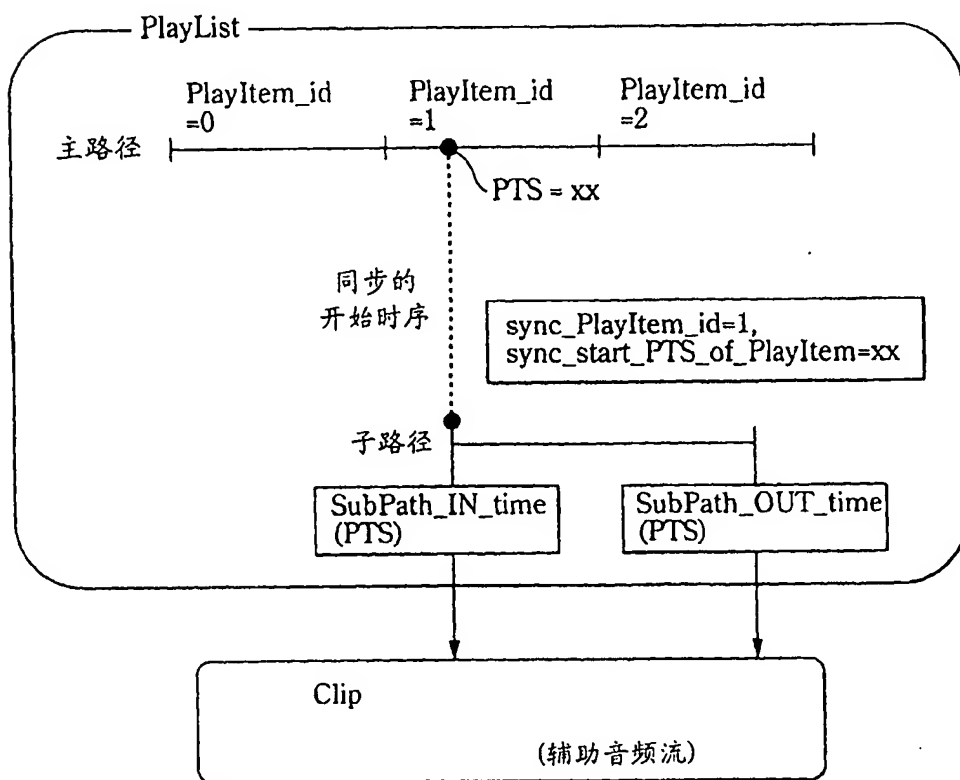 PlayList
PlayItem_id
=0
PlayItem_id
=1
PlayItem_id
=2
主路径
PTS = xx
同步的
开始时序
sync_PlayItem_id=1,
sync_start_PTS_of_PlayItem=xx
子路径
SubPath_IN_time
(PTS)
SubPath_OUT_time
(PTS)
Clip
(辅助音频流)